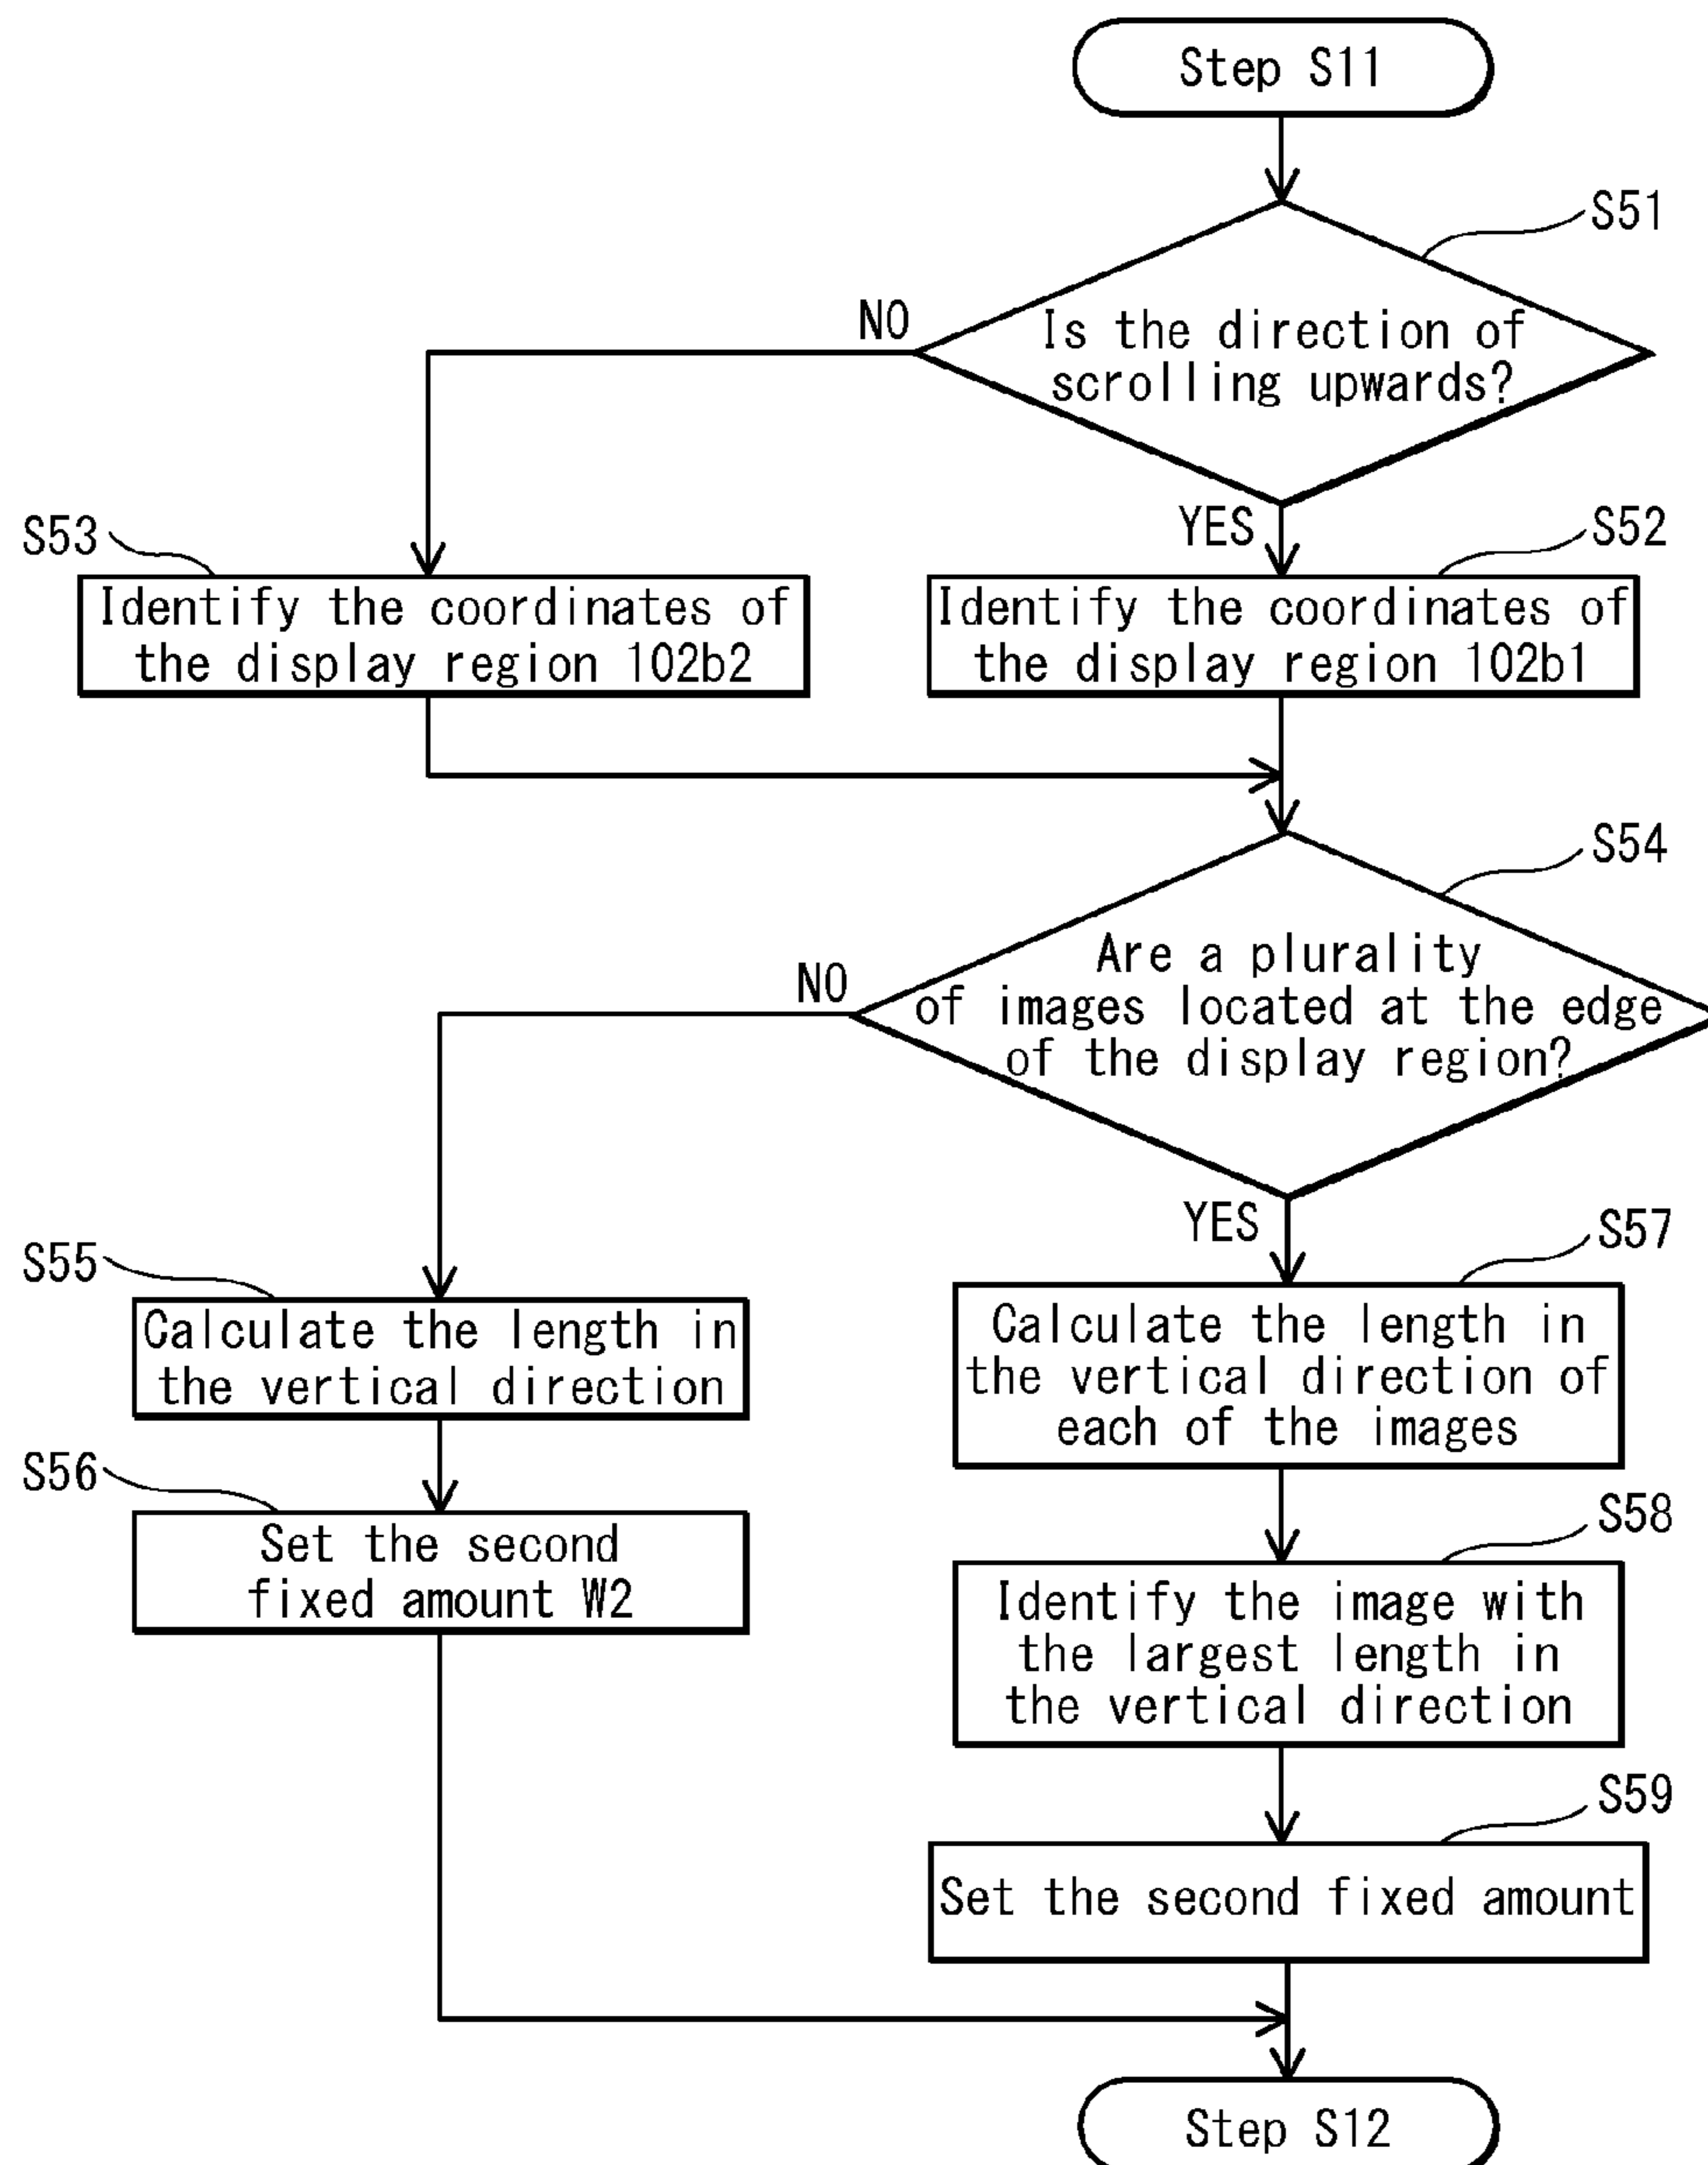 Step S11
S51
Is the direction of
scrolling upwards?
NO
YES
S53
S52
Identify the coordinates of
the display region 102b2
Identify the coordinates of
the display region 102b1
S54
Are a plurality
of images located at the edge
of the display region?
NO
YES
S55
Calculate the length in
the vertical direction
S57
Calculate the length in
the vertical direction of
each of the images
S56
Set the second
fixed amount W2
S58
Identify the image with
the largest length in
the vertical direction
S59
Set the second fixed amount
Step S12